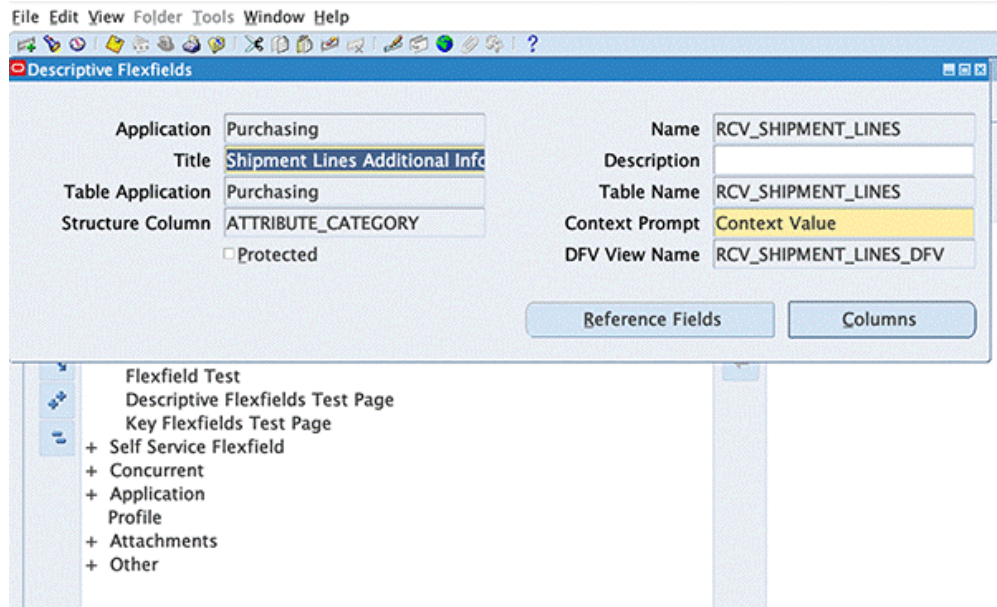 File Edit View Folder Tools Window Help
Descriptive Flexfields
Application Purchasing Name RCV_SHIPMENT_LINES
Title Shipment Lines Additional Info Description
Table Application Purchasing Table Name RCV_SHIPMENT_LINES
Structure Column ATTRIBUTE_CATEGORY Context Prompt Context Value
Protected DFV View Name RCV_SHIPMENT_LINES_DFV
Reference Fields Columns
Flexfield Test
Descriptive Flexfields Test Page
Key Flexfields Test Page
+ Self Service Flexfield
+ Concurrent
+ Application
Profile
+ Attachments
+ Other